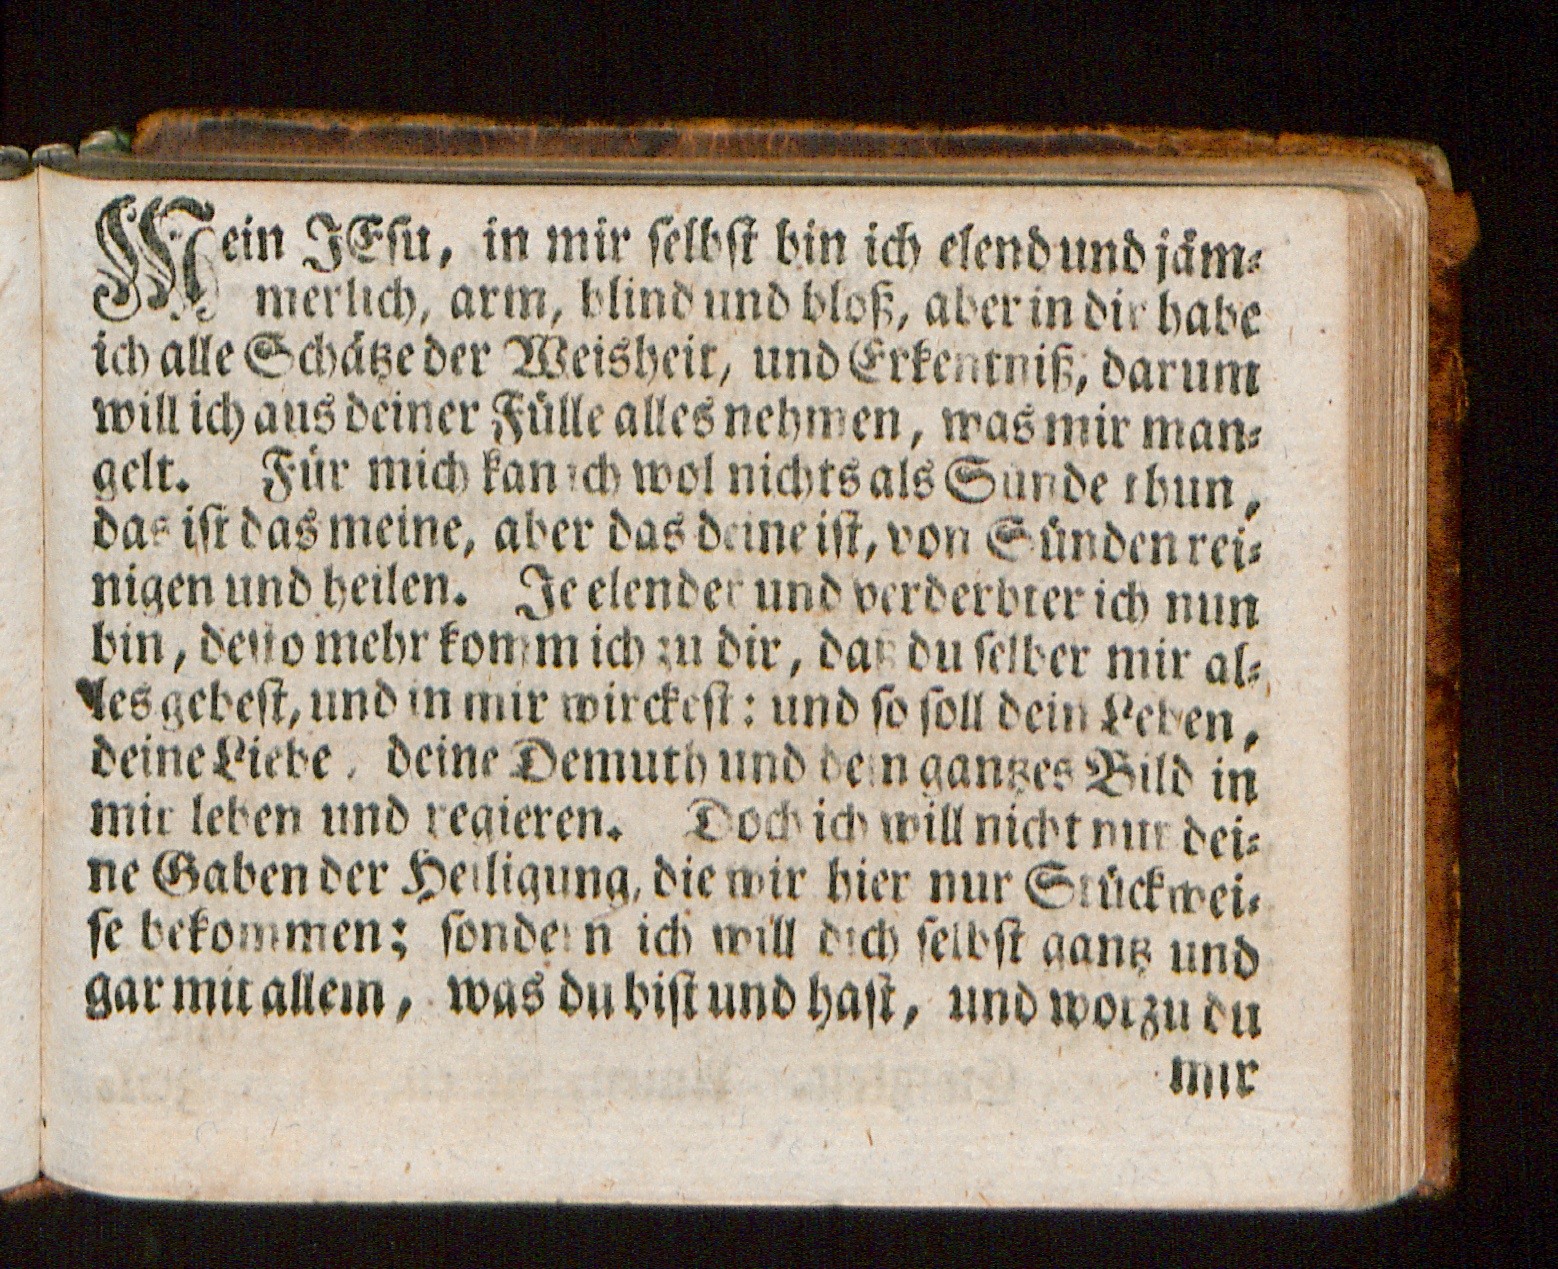 Mein JEſu, in mir ſelbſt bin ich elend und jäm⸗
merlich, arm, blind und bloß, aber in dir habe
ich alle Schätze der Weisheit, und Erkentniß, darum
will ich aus deiner Fülle alles nehmen, was mir man⸗
gelt. Für mich kan ich wol nichts als Sünde thun,
das iſt das meine, aber das deine iſt, von Sünden rei⸗
nigen und heilen. Je elender und verderbter ich nun
bin, deſto mehr komm ich zu dir, daß du ſelber mir al⸗
les gebeſt, und in mir wirckeſt: und ſo ſoll dein Leben,
deine Liebe, deine Demuth und dein gantzes Bild in
mir leben und regieren. Doch ich will nicht nur dei⸗
ne Gaben der Heiligung, die wir hier nur Stückwei⸗
ſe bekommen; ſondern ich will dich ſelbſt gantz und
gar mit allem, was du biſt und haſt, und worzu du
mir